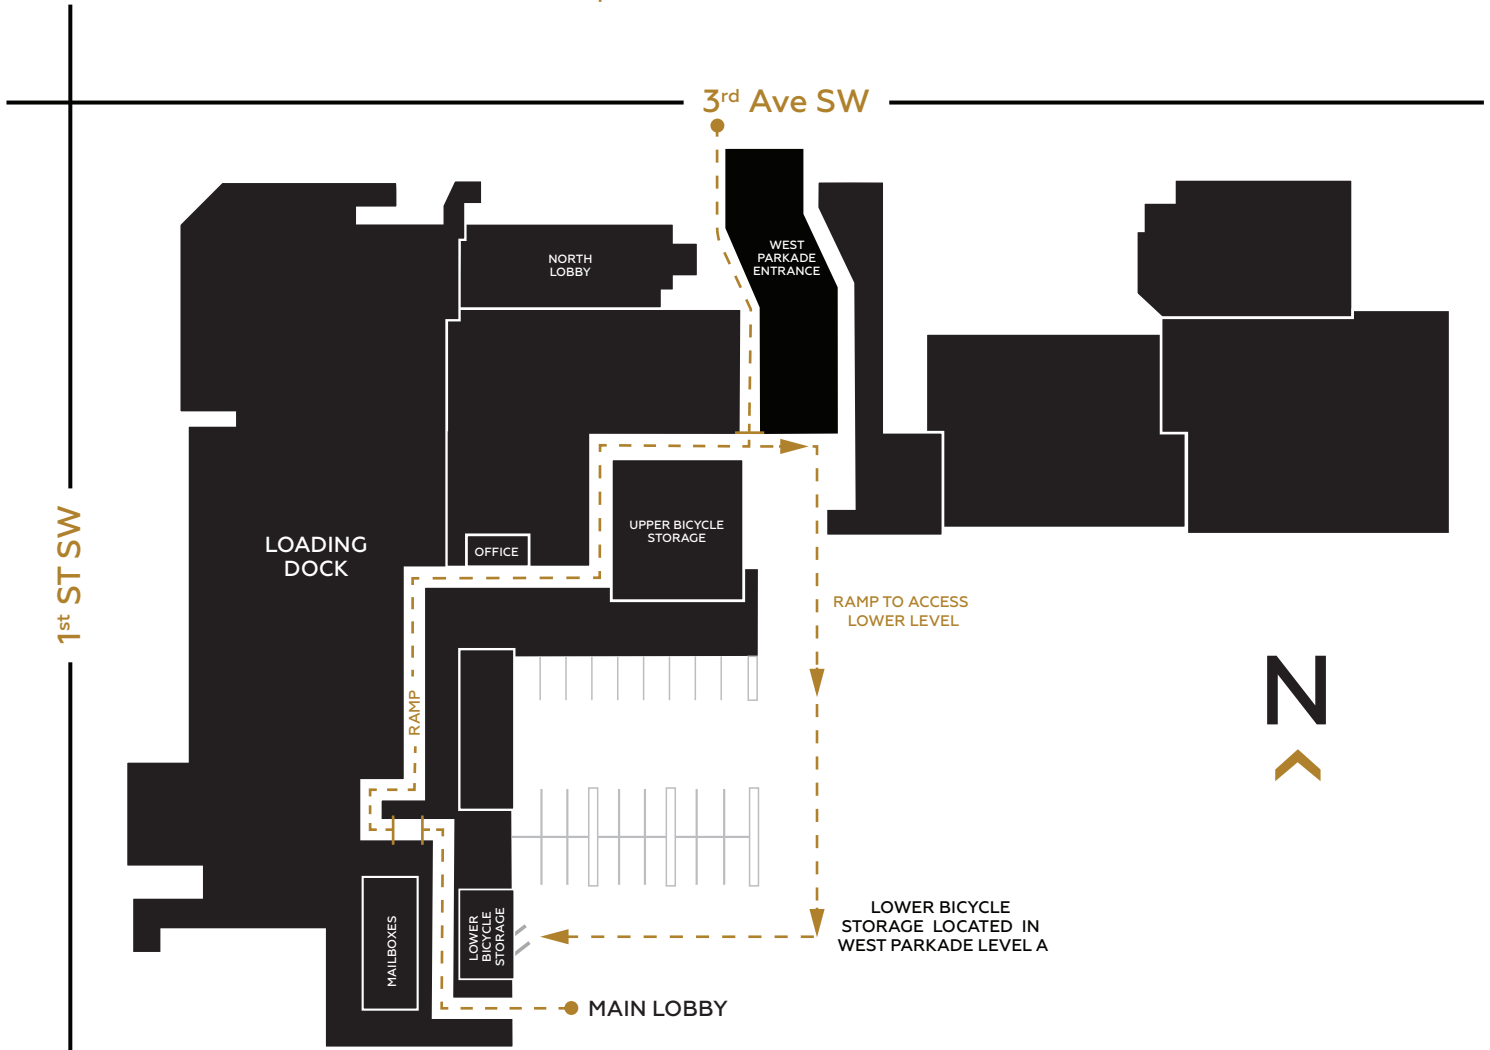 3rd Ave SW
WEST
PARKADE
ENTRANCE
NORTH
LOBBY
1st ST SW
LOADING
DOCK
OFFICE
UPPER BICYCLE
STORAGE
RAMP TO ACCESS
LOWER LEVEL
RAMP
N
MAILBOXES
LOWER
BICYCLE
STORAGE
LOWER BICYCLE
STORAGE LOCATED IN
WEST PARKADE LEVEL A
MAIN LOBBY